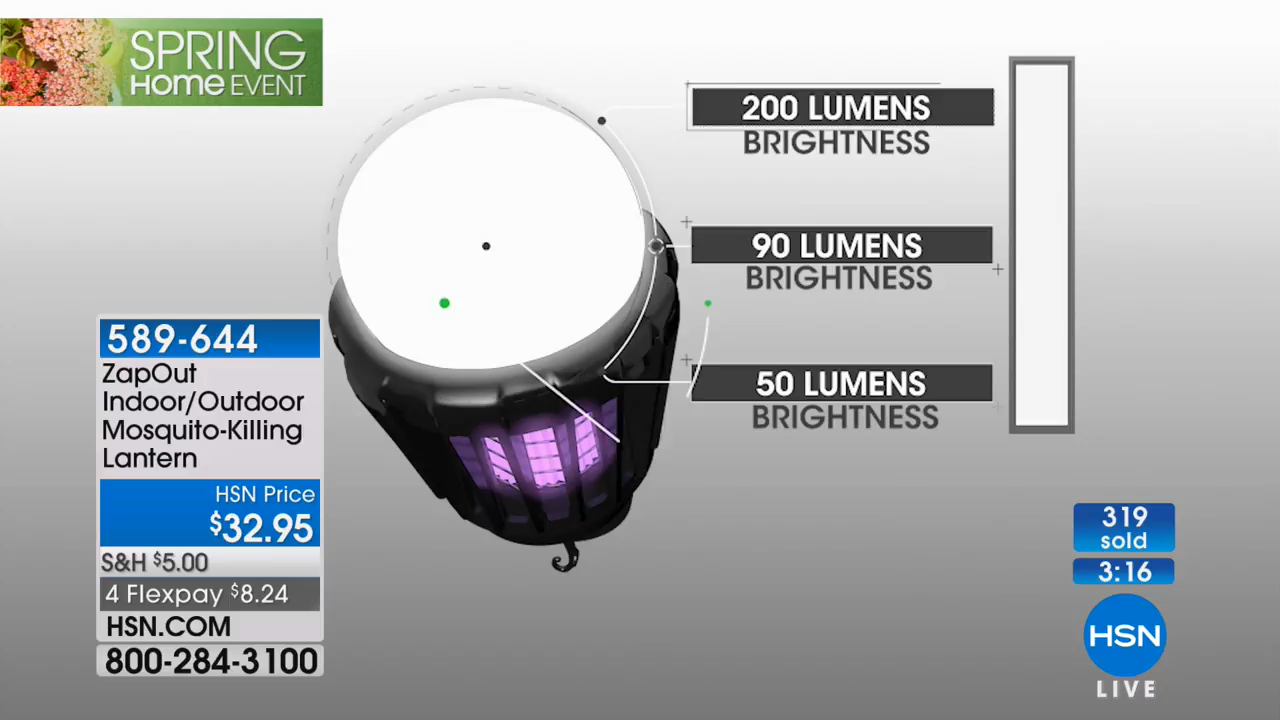 SPRING
Home EVENT
200 LUMENS
BRIGHTNESS
90 LUMENS
BRIGHTNESS
50 LUMENS
BRIGHTNESS
589-644
ZapOut
Indoor/Outdoor
Mosquito-Killing
Lantern
HSN Price
$32.95
S&H $5.00
4 Flexpay $8.24
HSN.COM
800-284-3100
319
sold
3:16
HSN
LIVE